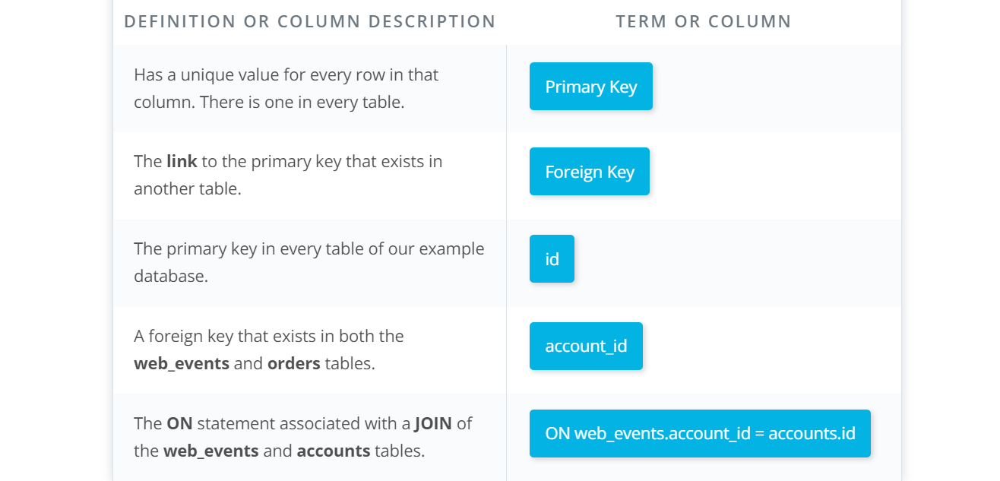 DEFINITION OR COLUMN DESCRIPTION
TERM OR COLUMN
Has a unique value for every row in that
column. There is one in every table.
Primary Key
The link to the primary key that exists in
another table.
Foreign Key
The primary key in every table of our example
database.
id
A foreign key that exists in both the
web_events and orders tables.
account_id
The ON statement associated with a JOIN of
the web_events and accounts tables.
ON web_events.account_id = accounts.id